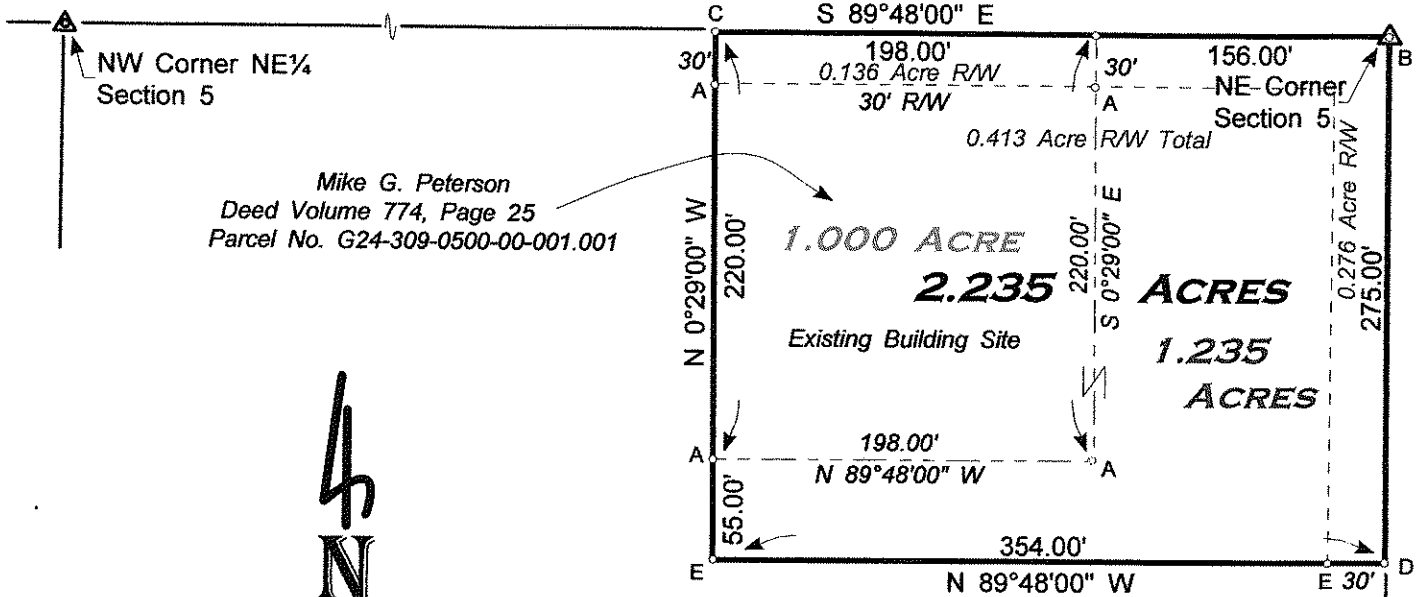 C
S 89°48'00" E
NW Corner NE¼
Section 5
30'
198.00'
0.136 Acre R/W
30' R/W
30'
156.00'
B
A
A
NE Corner
Section 5
0.413 Acre R/W Total
0.276 Acre R/W
275.00'
Mike G. Peterson
Deed Volume 774, Page 25
Parcel No. G24-309-0500-00-001.001
N 0°29'00" W
220.00'
1.000 ACRE
2.235 ACRES
220.00'
S 0°29'00" E
Existing Building Site
1.235
ACRES
198.00'
A
N 89°48'00" W
A
55.00'
354.00'
E
N 89°48'00" W
E 30'
D
N